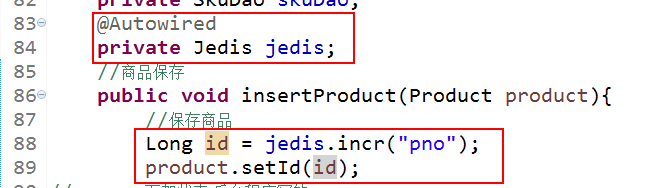 82 private SkuDao skuDao;
83 @Autowired
84 private Jedis jedis;
85 //商品保存
86 public void insertProduct(Product product){
87 //保存商品
88 Long id = jedis.incr("pno");
89 product.setId(id);